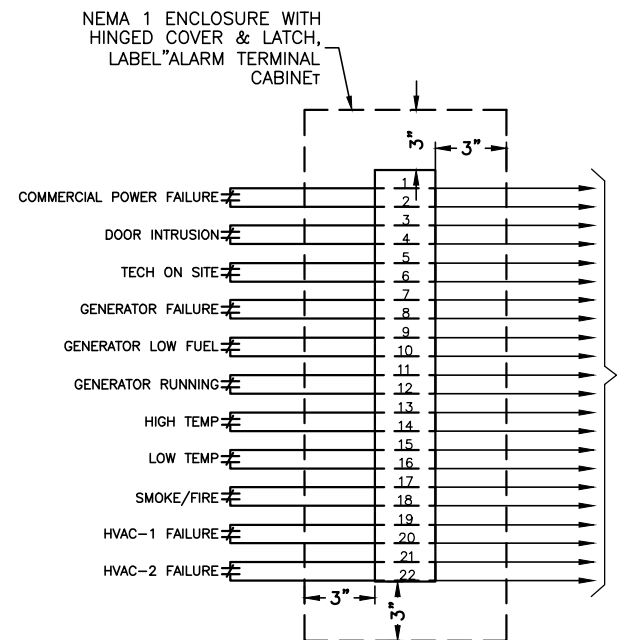 NEMA 1 ENCLOSURE WITH
HINGED COVER & LATCH,
LABEL"ALARM TERMINAL
CABINET
3"
3"
1
COMMERCIAL POWER FAILURE
2
3
DOOR INTRUSION
4
5
TECH ON SITE
6
7
GENERATOR FAILURE
8
9
GENERATOR LOW FUEL
10
11
GENERATOR RUNNING
12
13
HIGH TEMP
14
15
LOW TEMP
16
17
SMOKE/FIRE
18
19
HVAC-1 FAILURE
20
21
HVAC-2 FAILURE
22
3"
3"